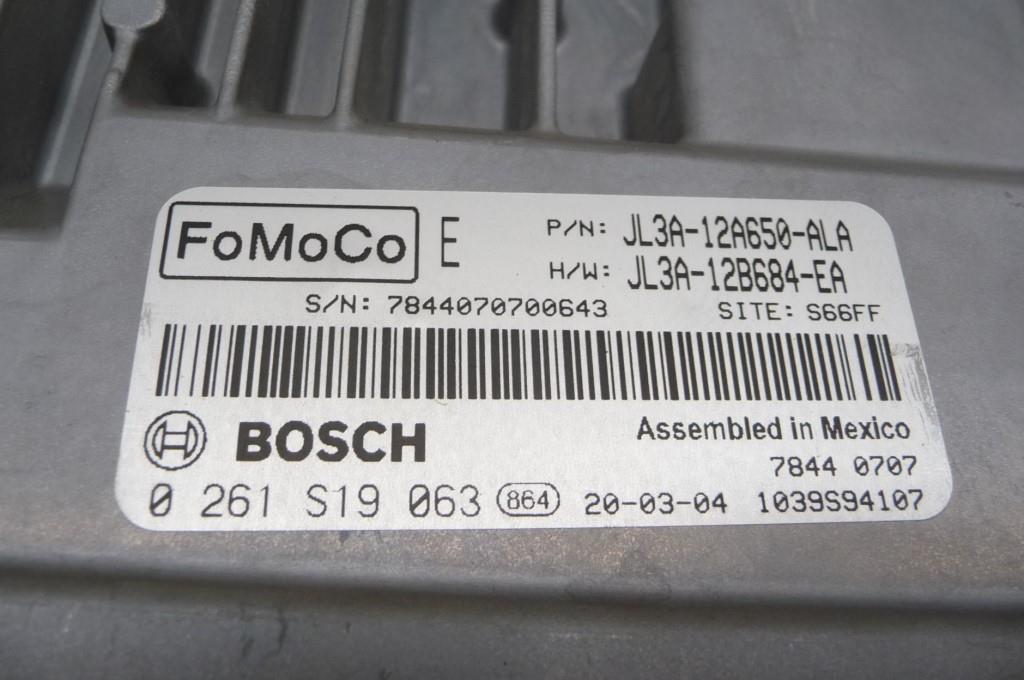 FoMoCo E P/N: JL3A-12A650-ALA
H/W: JL3A-12B684-EA
S/N: 7844070700643 SITE: S66FF
BOSCH Assembled in Mexico
7844 0707
0 261 S19 063 864 20-03-04 1039S94107